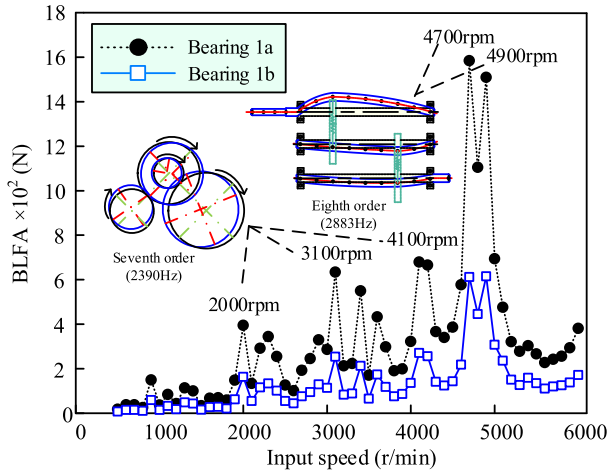 18
16
14
12
10
8
6
4
2
0
BLFA ×10² (N)
Bearing 1a
Bearing 1b
4700rpm
4900rpm
Eighth order
(2883Hz)
Seventh order
(2390Hz)
4100rpm
3100rpm
2000rpm
0 1000 2000 3000 4000 5000 6000
Input speed (r/min)